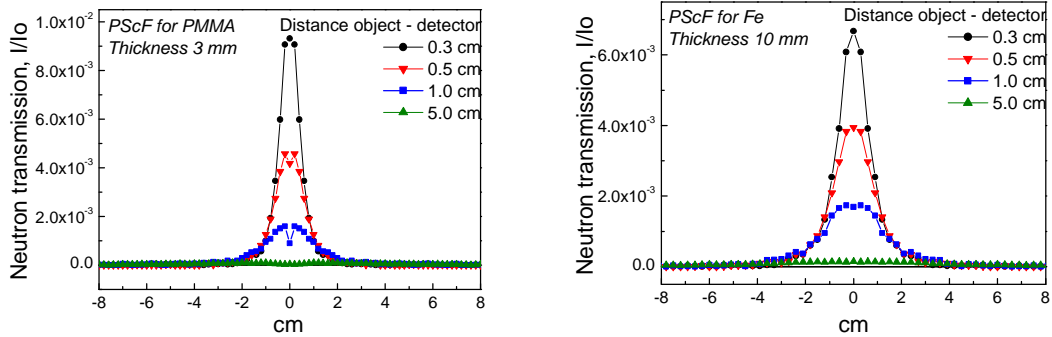 PScF for PMMA
Thickness 3 mm
Distance object - detector
0.3 cm
0.5 cm
1.0 cm
5.0 cm
Neutron transmission, I/Io
1.0x10⁻²
8.0x10⁻³
6.0x10⁻³
4.0x10⁻³
2.0x10⁻³
0.0
-8 -6 -4 -2 0 2 4 6 8
cm
PScF for Fe
Thickness 10 mm
Distance object - detector
0.3 cm
0.5 cm
1.0 cm
5.0 cm
Neutron transmission, I/Io
6.0x10⁻³
4.0x10⁻³
2.0x10⁻³
0.0
-8 -6 -4 -2 0 2 4 6 8
cm